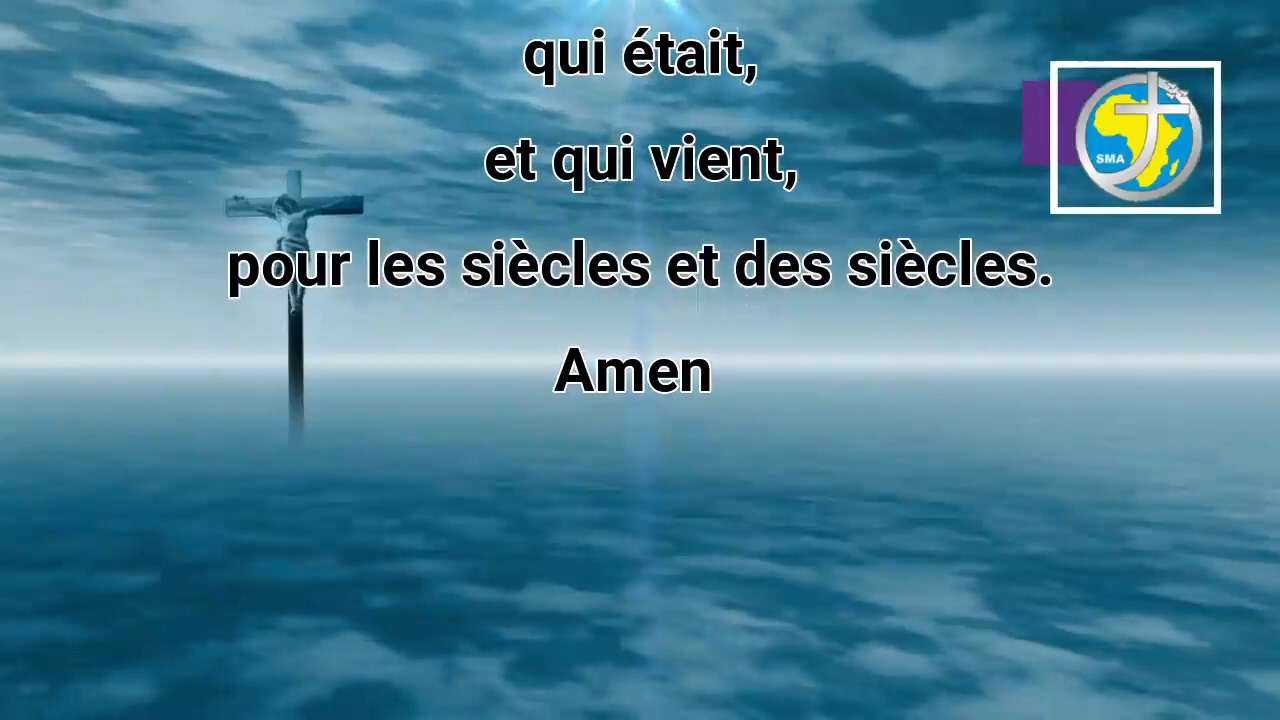 qui était,
et qui vient,
pour les siècles et des siècles.
Amen
SMA